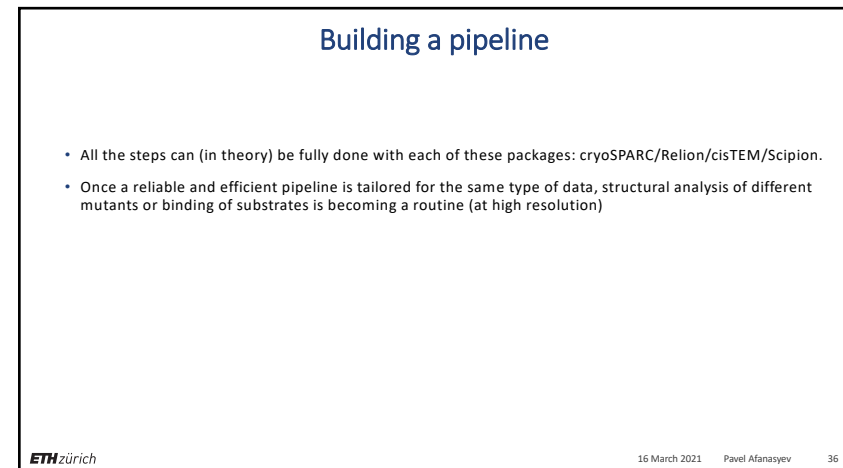 Building a pipeline
• All the steps can (in theory) be fully done with each of these packages: cryoSPARC/Relion/cisTEM/Scipion.
• Once a reliable and efficient pipeline is tailored for the same type of data, structural analysis of different
mutants or binding of substrates is becoming a routine (at high resolution)
ETH zürich
16 March 2021 Pavel Afanasyev 36